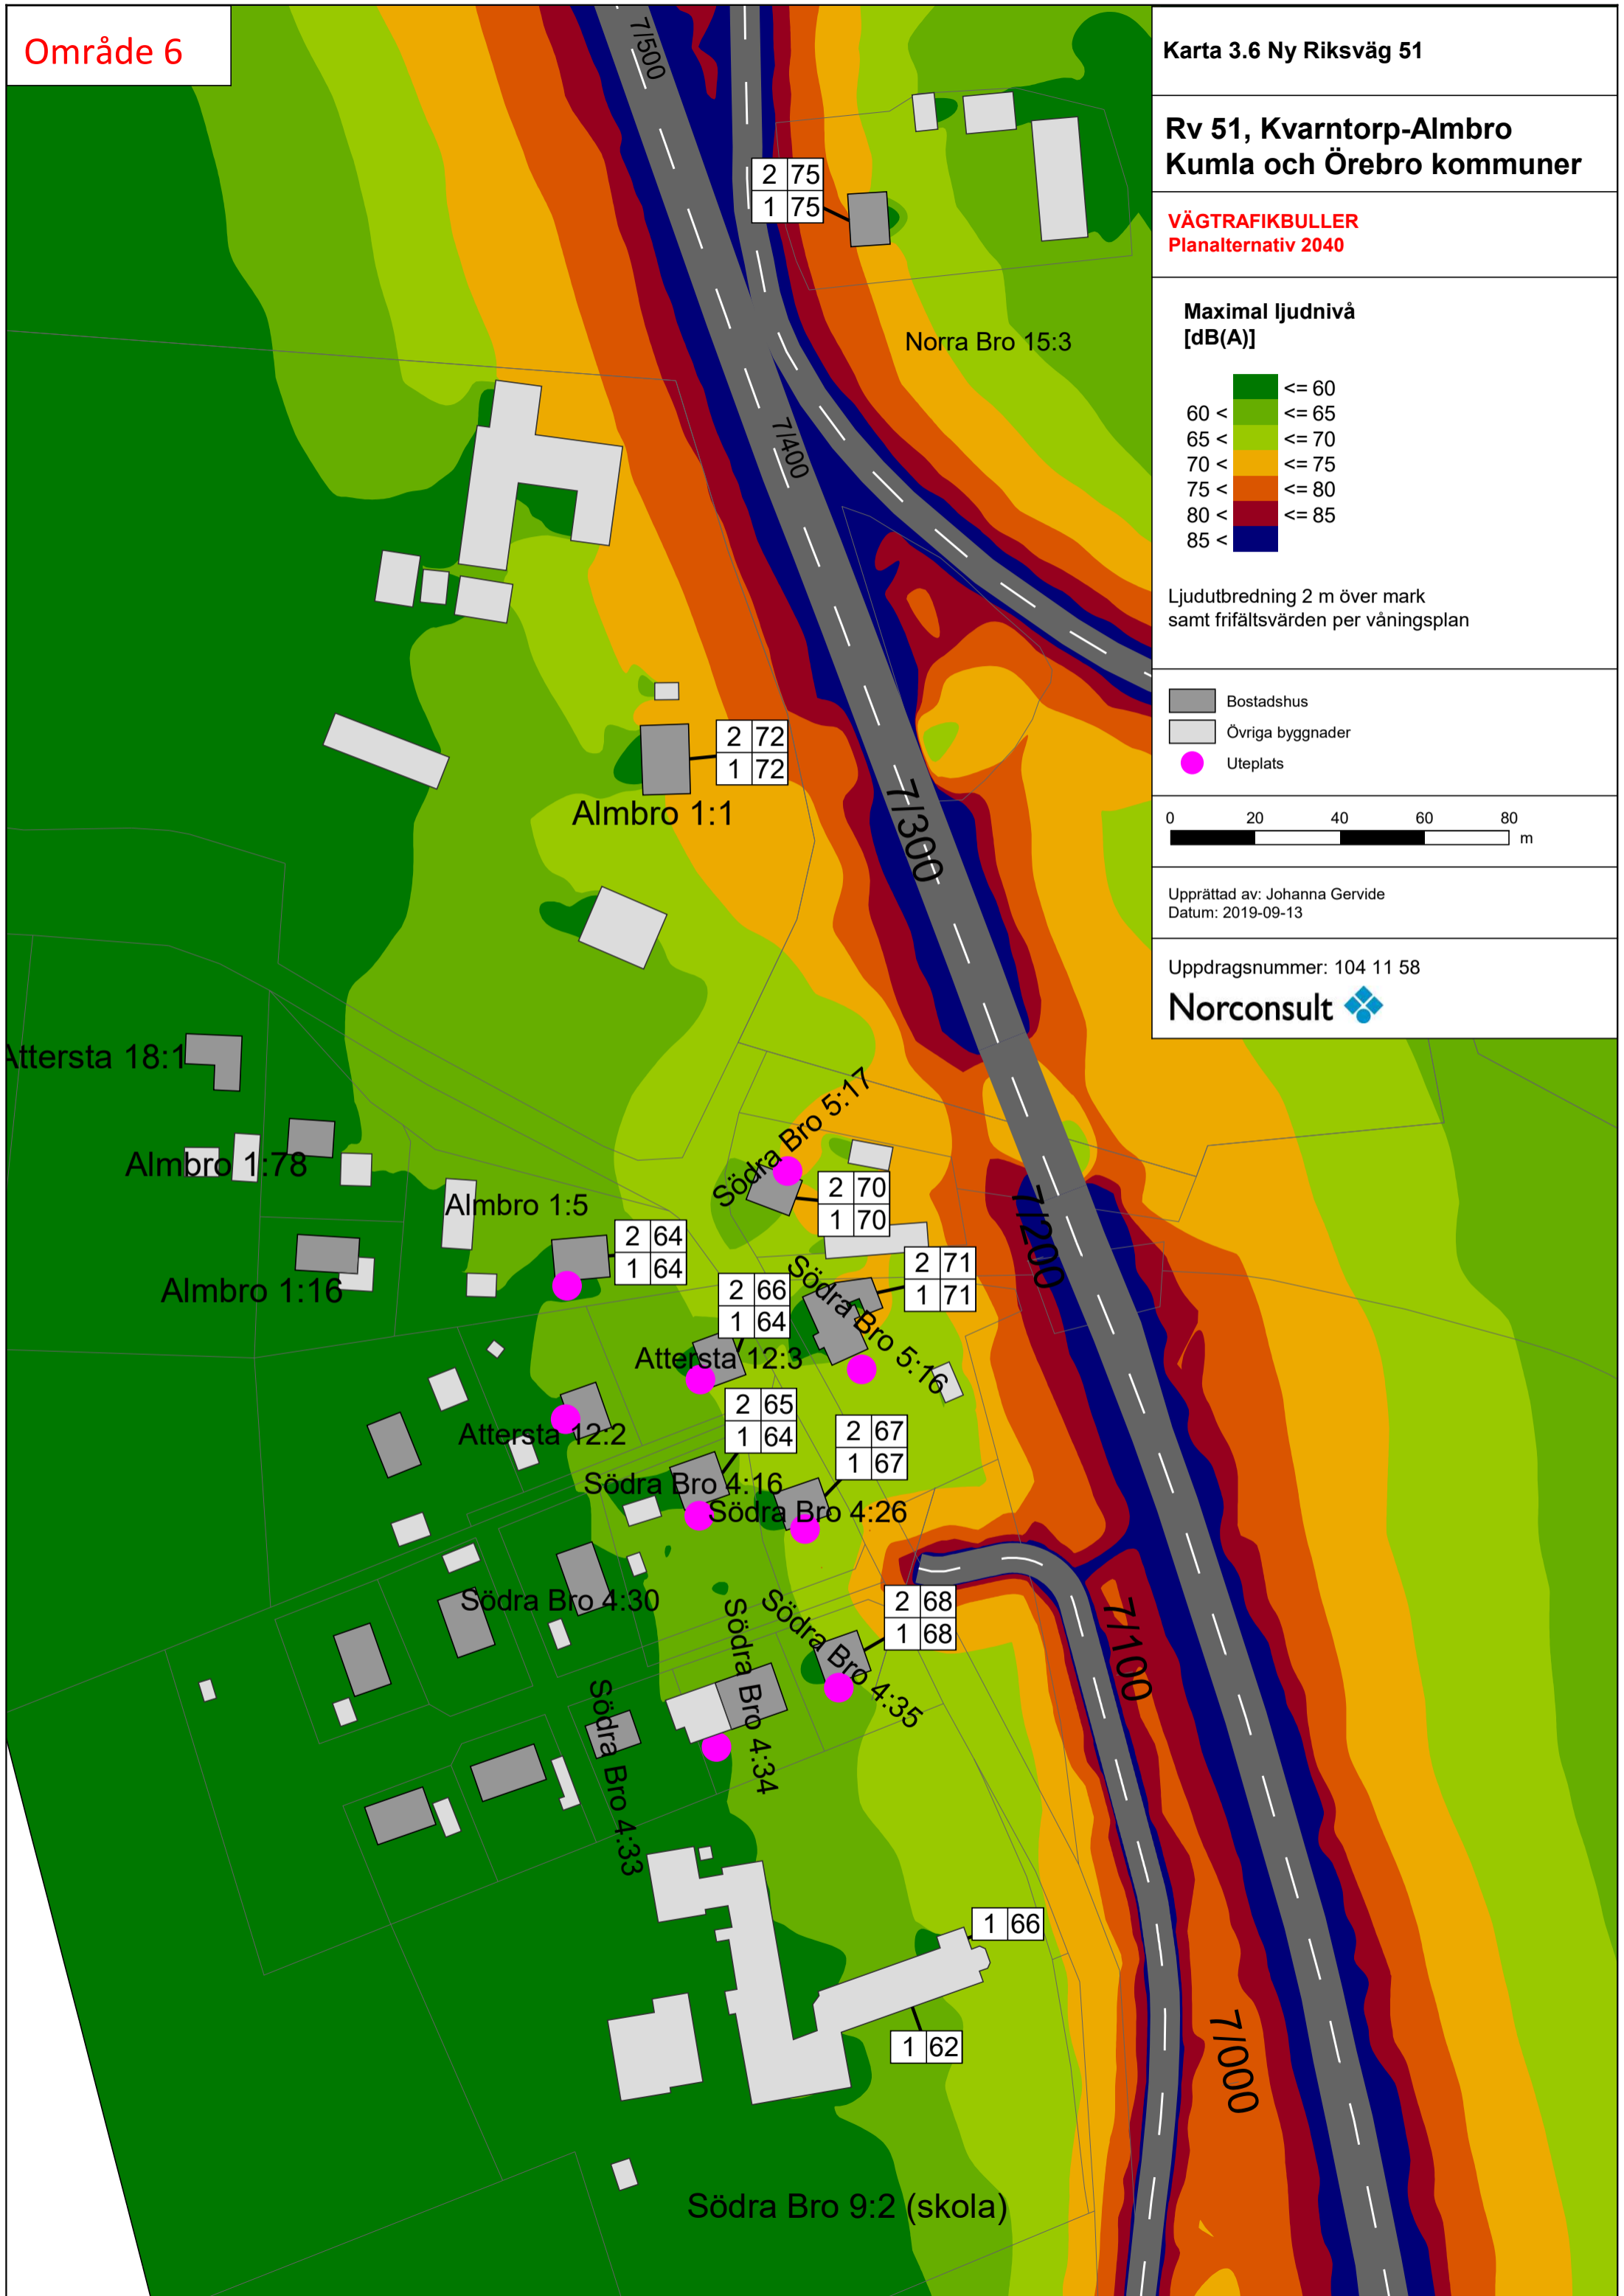 Område 6
Karta 3.6 Ny Riksväg 51
Rv 51, Kvarntorp-Almbro
Kumla och Örebro kommuner
VÄGTRAFIKBULLER
Planalternativ 2040
Maximal ljudnivå
[dB(A)]
<= 60
60 < <= 65
65 < <= 70
70 < <= 75
75 < <= 80
80 < <= 85
85 <
Ljudutbredning 2 m över mark
samt frifältsvärden per våningsplan
Bostadshus
Övriga byggnader
Uteplats
0 20 40 60 80
m
Upprättad av: Johanna Gervide
Datum: 2019-09-13
Uppdragsnummer: 104 11 58
Norconsult
7/500
2 75
1 75
Norra Bro 15:3
7/400
2 72
1 72
Almbro 1:1
7/300
Attersta 18:1
Södra Bro 5:17
Almbro 1:78
2 70
1 70
Almbro 1:5
7/200
2 64
1 64
2 71
1 71
Almbro 1:16
2 66
1 64
Södra Bro 5:16
Attersta 12:3
2 65
1 64
Attersta 12:2
2 67
1 67
Södra Bro 4:16
Södra Bro 4:26
2 68
1 68
Södra Bro 4:30
7/100
Södra Bro 4:35
Södra Bro 4:34
Södra Bro 4:33
1 66
1 62
7/000
Södra Bro 9:2 (skola)